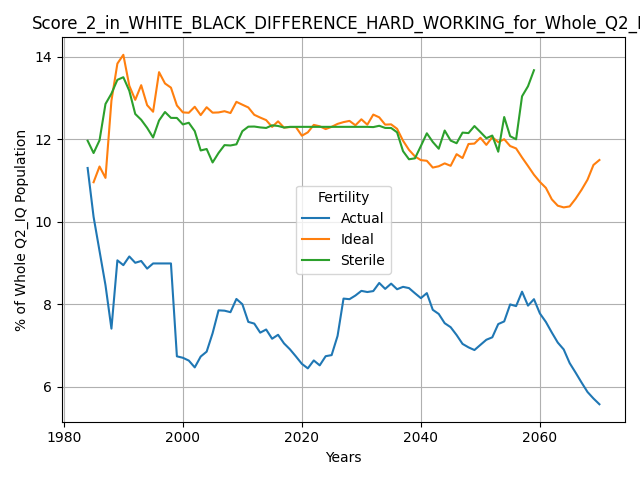 Score_2_in_WHITE_BLACK_DIFFERENCE_HARD_WORKING_for_Whole_Q2_I
14
12
10
8
6
% of Whole Q2_IQ Population
Fertility
Actual
Ideal
Sterile
1980
2000
2020
2040
2060
Years